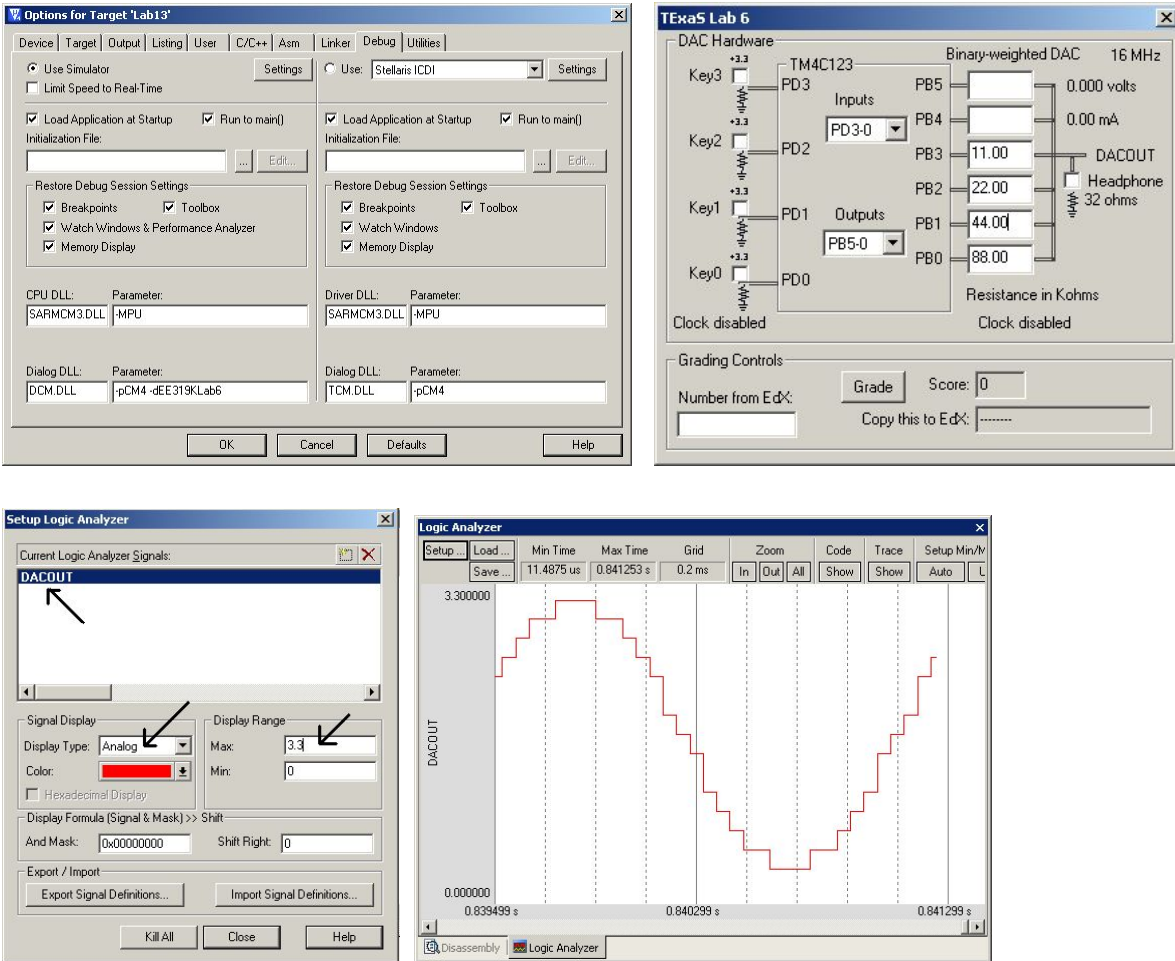 Options for Target 'Lab13'
Device Target Output Listing User C/C++ Asm Linker Debug Utilities
Use Simulator Settings
Limit Speed to Real-Time
Load Application at Startup Run to main()
Initialization File:
... Edit...
Restore Debug Session Settings
Breakpoints Toolbox
Watch Windows & Performance Analyzer
Memory Display
CPU DLL: Parameter:
SARMCM3.DLL -MPU
Dialog DLL: Parameter:
DCM.DLL -pCM4 -dEE319KLab6
Use: Stellaris ICDI Settings
Load Application at Startup Run to main()
Initialization File:
... Edit...
Restore Debug Session Settings
Breakpoints Toolbox
Watch Windows
Memory Display
Driver DLL: Parameter:
SARMCM3.DLL -MPU
Dialog DLL: Parameter:
TCM.DLL -pCM4
OK Cancel Defaults Help
TExaS Lab 6
DAC Hardware
Binary-weighted DAC 16 MHz
+3.3
Key3 PD3
+3.3
Key2 PD2
+3.3
Key1 PD1
+3.3
Key0 PD0
Clock disabled
TM4C123
Inputs
PD3-0
Outputs
PB5-0
PB5 0.000 volts
PB4 0.00 mA
PB3 11.00 DACOUT
PB2 22.00 Headphone
32 ohms
PB1 44.00
PB0 88.00
Resistance in Kohms
Clock disabled
Grading Controls
Number from EdX:
Grade Score: 0
Copy this to EdX: --------
Setup Logic Analyzer
Current Logic Analyzer Signals:
DACOUT
Signal Display
Display Type: Analog
Color:
Hexadecimal Display
Display Range
Max: 3.3
Min: 0
Display Formula (Signal & Mask) >> Shift
And Mask: 0x00000000 Shift Right: 0
Export / Import
Export Signal Definitions... Import Signal Definitions...
Kill All Close Help
Logic Analyzer
Setup ... Load ... Min Time Max Time Grid Zoom Code Trace Setup Min/M
Save ... 11.4875 us 0.841253 s 0.2 ms In Out All Show Show Auto U
3.300000
DACOUT
0.000000
0.839499 s 0.840299 s 0.841299 s
Disassembly Logic Analyzer